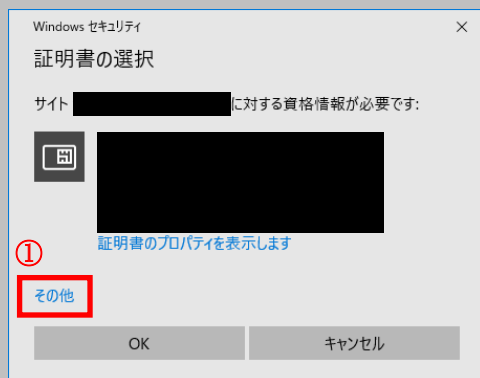 Windows セキュリティ
証明書の選択
サイト に対する資格情報が必要です:
証明書のプロパティを表示します
①
その他
OK キャンセル